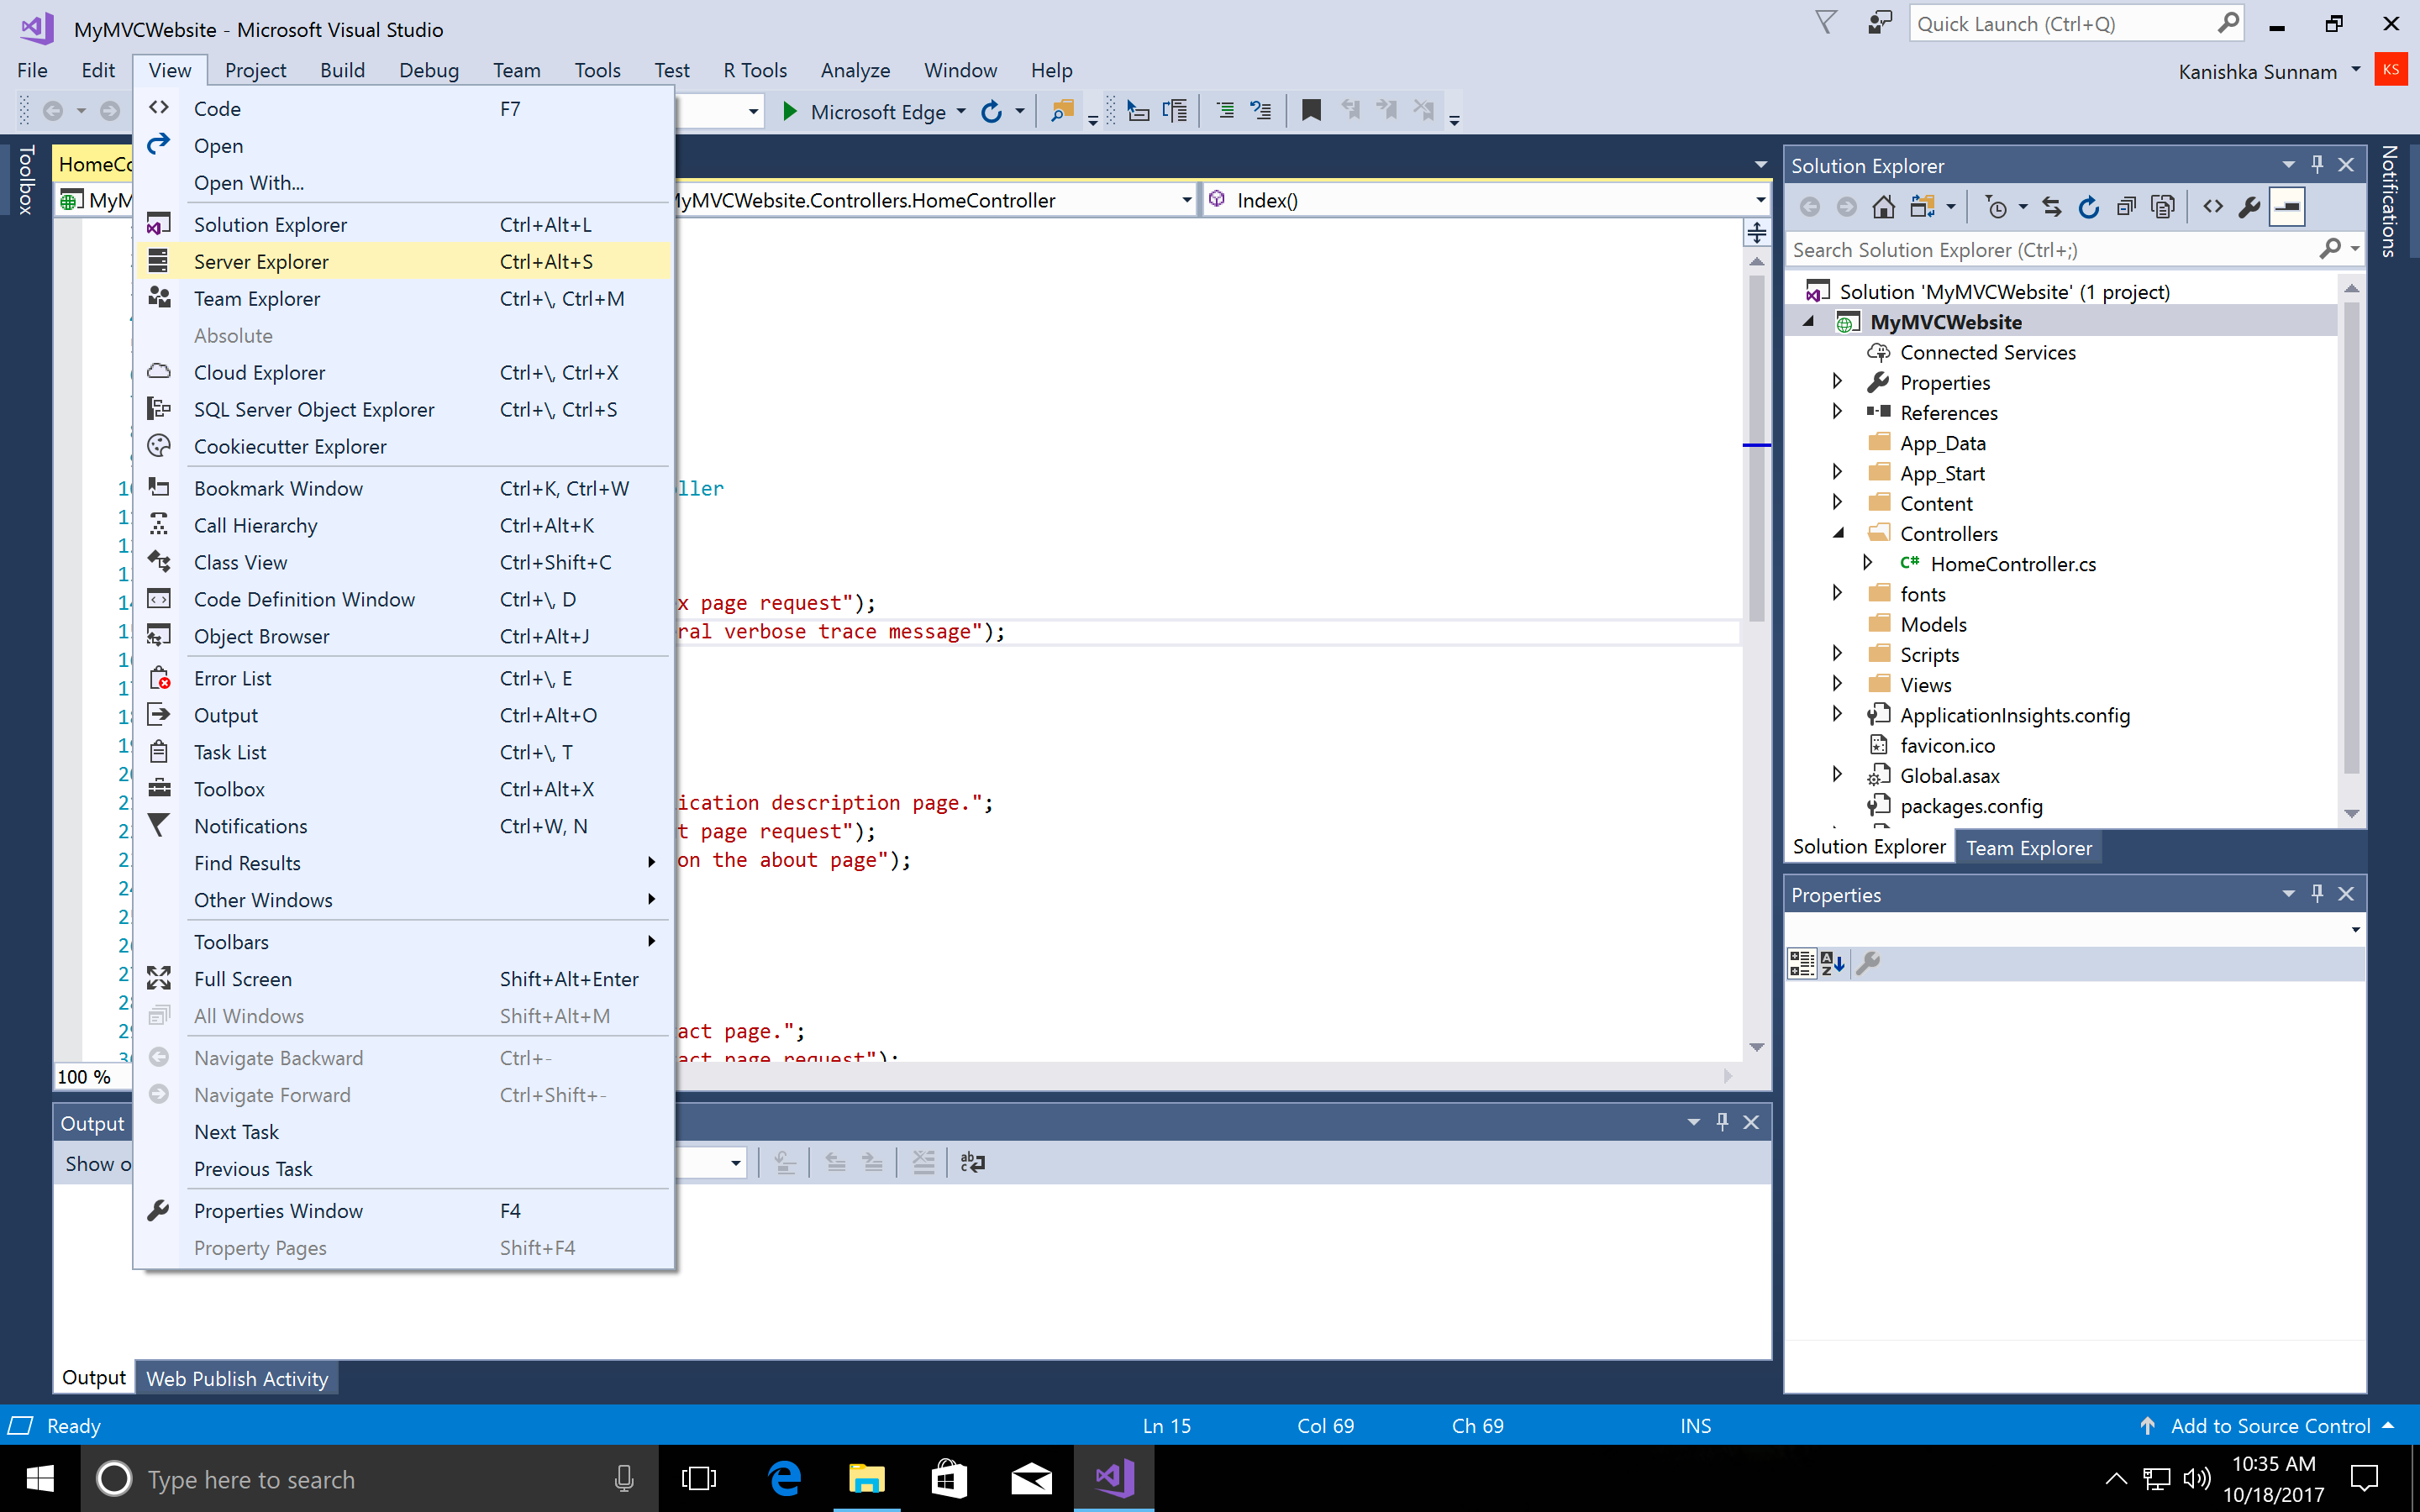 MyMVCWebsite - Microsoft Visual Studio
Quick Launch (Ctrl+Q)
File Edit View Project Build Debug Team Tools Test R Tools Analyze Window Help
Kanishka Sunnam
KS
Microsoft Edge
Toolbox
Notifications
MyMVCWebsite.Controllers.HomeController
Index()
Code F7
Open
Open With...
Solution Explorer Ctrl+Alt+L
Server Explorer Ctrl+Alt+S
Team Explorer Ctrl+\, Ctrl+M
Absolute
Cloud Explorer Ctrl+\, Ctrl+X
SQL Server Object Explorer Ctrl+\, Ctrl+S
Cookiecutter Explorer
Bookmark Window Ctrl+K, Ctrl+W
Call Hierarchy Ctrl+Alt+K
Class View Ctrl+Shift+C
Code Definition Window Ctrl+\, D
Object Browser Ctrl+Alt+J
Error List Ctrl+\, E
Output Ctrl+Alt+O
Task List Ctrl+\, T
Toolbox Ctrl+Alt+X
Notifications Ctrl+W, N
Find Results
Other Windows
Toolbars
Full Screen Shift+Alt+Enter
All Windows Shift+Alt+M
Navigate Backward Ctrl+-
Navigate Forward Ctrl+Shift+-
Next Task
Previous Task
Properties Window F4
Property Pages Shift+F4
ller
x page request");
ral verbose trace message");
ication description page.";
t page request");
on the about page");
act page.";
act page request");
100 %
Solution Explorer
Search Solution Explorer (Ctrl+;)
Solution 'MyMVCWebsite' (1 project)
MyMVCWebsite
Connected Services
Properties
References
App_Data
App_Start
Content
Controllers
C# HomeController.cs
fonts
Models
Scripts
Views
ApplicationInsights.config
favicon.ico
Global.asax
packages.config
Solution Explorer Team Explorer
Properties
Output
Show o
Output Web Publish Activity
Ready Ln 15 Col 69 Ch 69 INS Add to Source Control
Type here to search
10:35 AM
10/18/2017